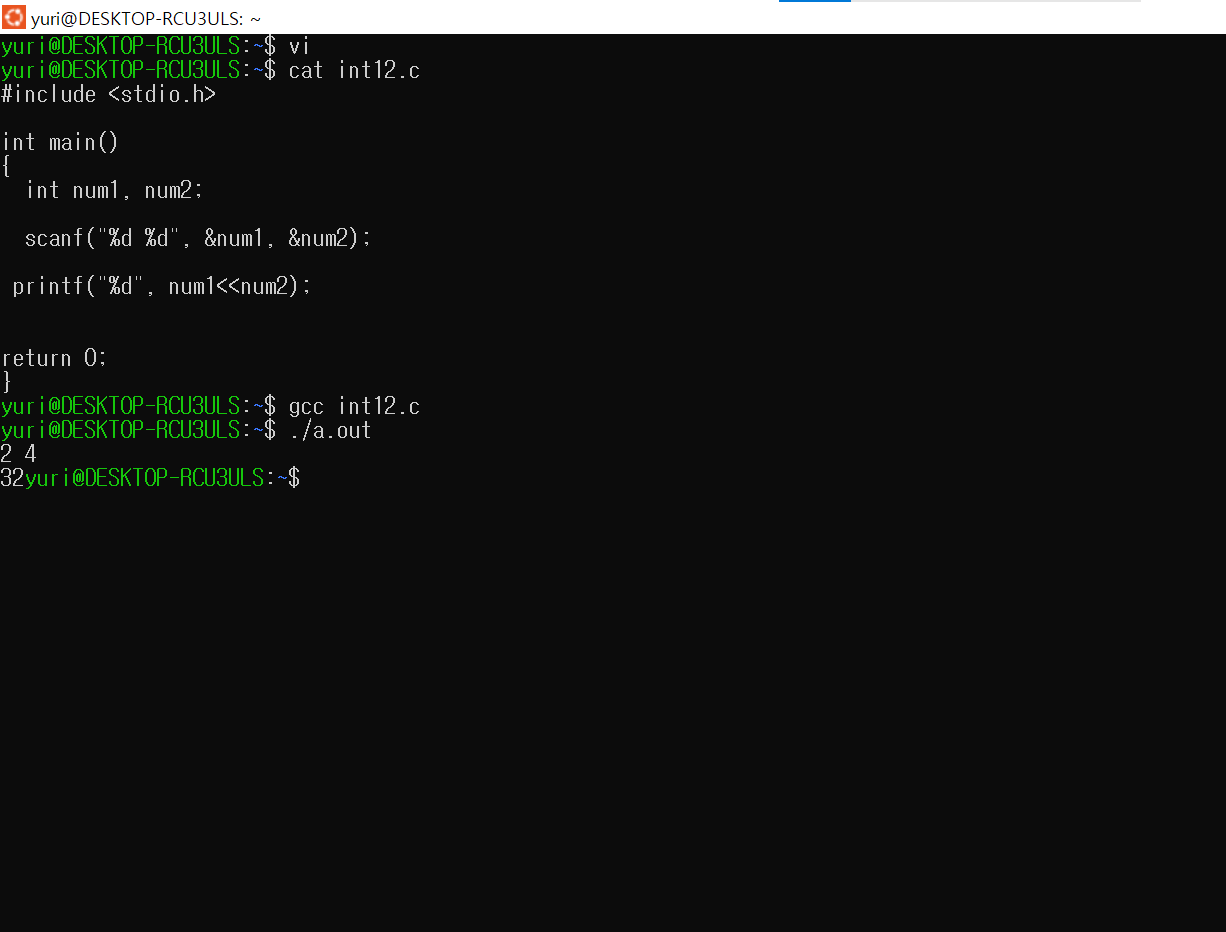 yuri@DESKTOP-RCU3ULS: ~
yuri@DESKTOP-RCU3ULS:~$ vi
yuri@DESKTOP-RCU3ULS:~$ cat int12.c
#include <stdio.h>
int main()
{
  int num1, num2;
  scanf("%d %d", &num1, &num2);
 printf("%d", num1<<num2);
return 0;
}
yuri@DESKTOP-RCU3ULS:~$ gcc int12.c
yuri@DESKTOP-RCU3ULS:~$ ./a.out
2 4
32yuri@DESKTOP-RCU3ULS:~$